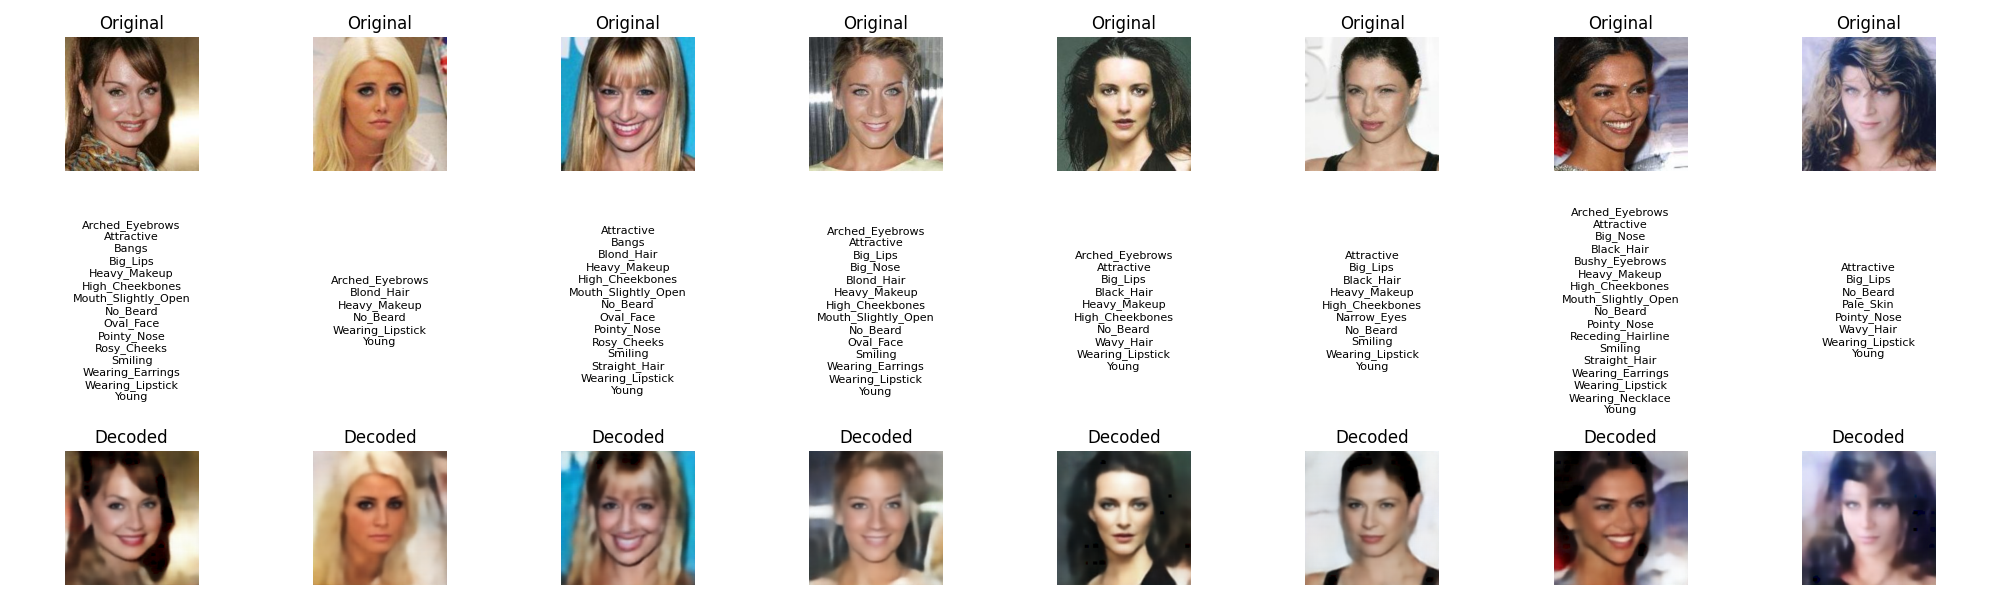 Original
Original
Original
Original
Original
Original
Original
Original
Arched_Eyebrows
Attractive
Bangs
Big_Lips
Heavy_Makeup
High_Cheekbones
Mouth_Slightly_Open
No_Beard
Oval_Face
Pointy_Nose
Rosy_Cheeks
Smiling
Wearing_Earrings
Wearing_Lipstick
Young
Arched_Eyebrows
Blond_Hair
Heavy_Makeup
No_Beard
Wearing_Lipstick
Young
Attractive
Bangs
Blond_Hair
Heavy_Makeup
High_Cheekbones
Mouth_Slightly_Open
No_Beard
Oval_Face
Pointy_Nose
Rosy_Cheeks
Smiling
Straight_Hair
Wearing_Lipstick
Young
Arched_Eyebrows
Attractive
Big_Lips
Big_Nose
Blond_Hair
Heavy_Makeup
High_Cheekbones
Mouth_Slightly_Open
No_Beard
Oval_Face
Smiling
Wearing_Earrings
Wearing_Lipstick
Young
Arched_Eyebrows
Attractive
Big_Lips
Black_Hair
Heavy_Makeup
High_Cheekbones
No_Beard
Wavy_Hair
Wearing_Lipstick
Young
Attractive
Big_Lips
Black_Hair
Heavy_Makeup
High_Cheekbones
Narrow_Eyes
No_Beard
Smiling
Wearing_Lipstick
Young
Arched_Eyebrows
Attractive
Big_Nose
Black_Hair
Bushy_Eyebrows
Heavy_Makeup
High_Cheekbones
Mouth_Slightly_Open
No_Beard
Pointy_Nose
Receding_Hairline
Smiling
Straight_Hair
Wearing_Earrings
Wearing_Lipstick
Wearing_Necklace
Young
Attractive
Big_Lips
No_Beard
Pale_Skin
Pointy_Nose
Wavy_Hair
Wearing_Lipstick
Young
Decoded
Decoded
Decoded
Decoded
Decoded
Decoded
Decoded
Decoded